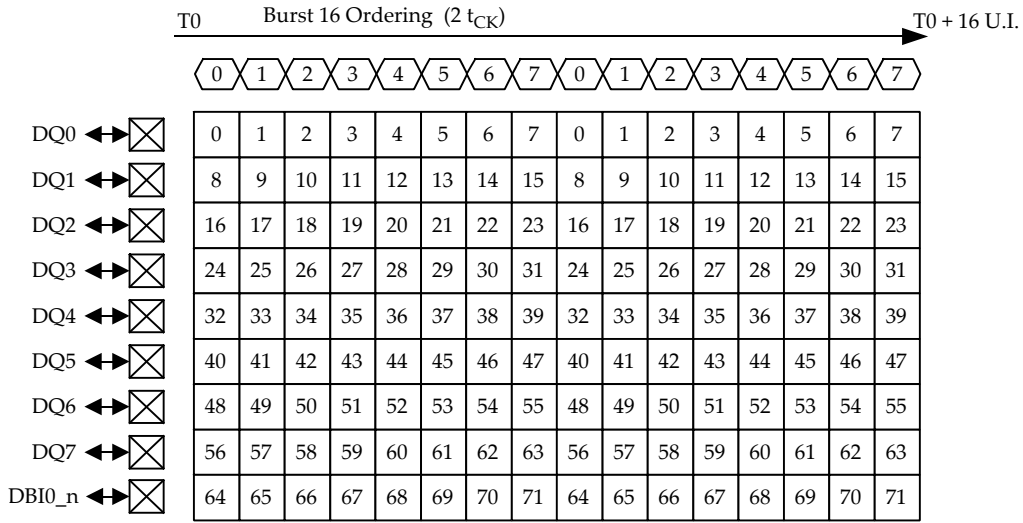 T0 Burst 16 Ordering (2 tCK) T0 + 16 U.I.
0 1 2 3 4 5 6 7 0 1 2 3 4 5 6 7
DQ0 0 1 2 3 4 5 6 7 0 1 2 3 4 5 6 7
DQ1 8 9 10 11 12 13 14 15 8 9 10 11 12 13 14 15
DQ2 16 17 18 19 20 21 22 23 16 17 18 19 20 21 22 23
DQ3 24 25 26 27 28 29 30 31 24 25 26 27 28 29 30 31
DQ4 32 33 34 35 36 37 38 39 32 33 34 35 36 37 38 39
DQ5 40 41 42 43 44 45 46 47 40 41 42 43 44 45 46 47
DQ6 48 49 50 51 52 53 54 55 48 49 50 51 52 53 54 55
DQ7 56 57 58 59 60 61 62 63 56 57 58 59 60 61 62 63
DBI0_n 64 65 66 67 68 69 70 71 64 65 66 67 68 69 70 71